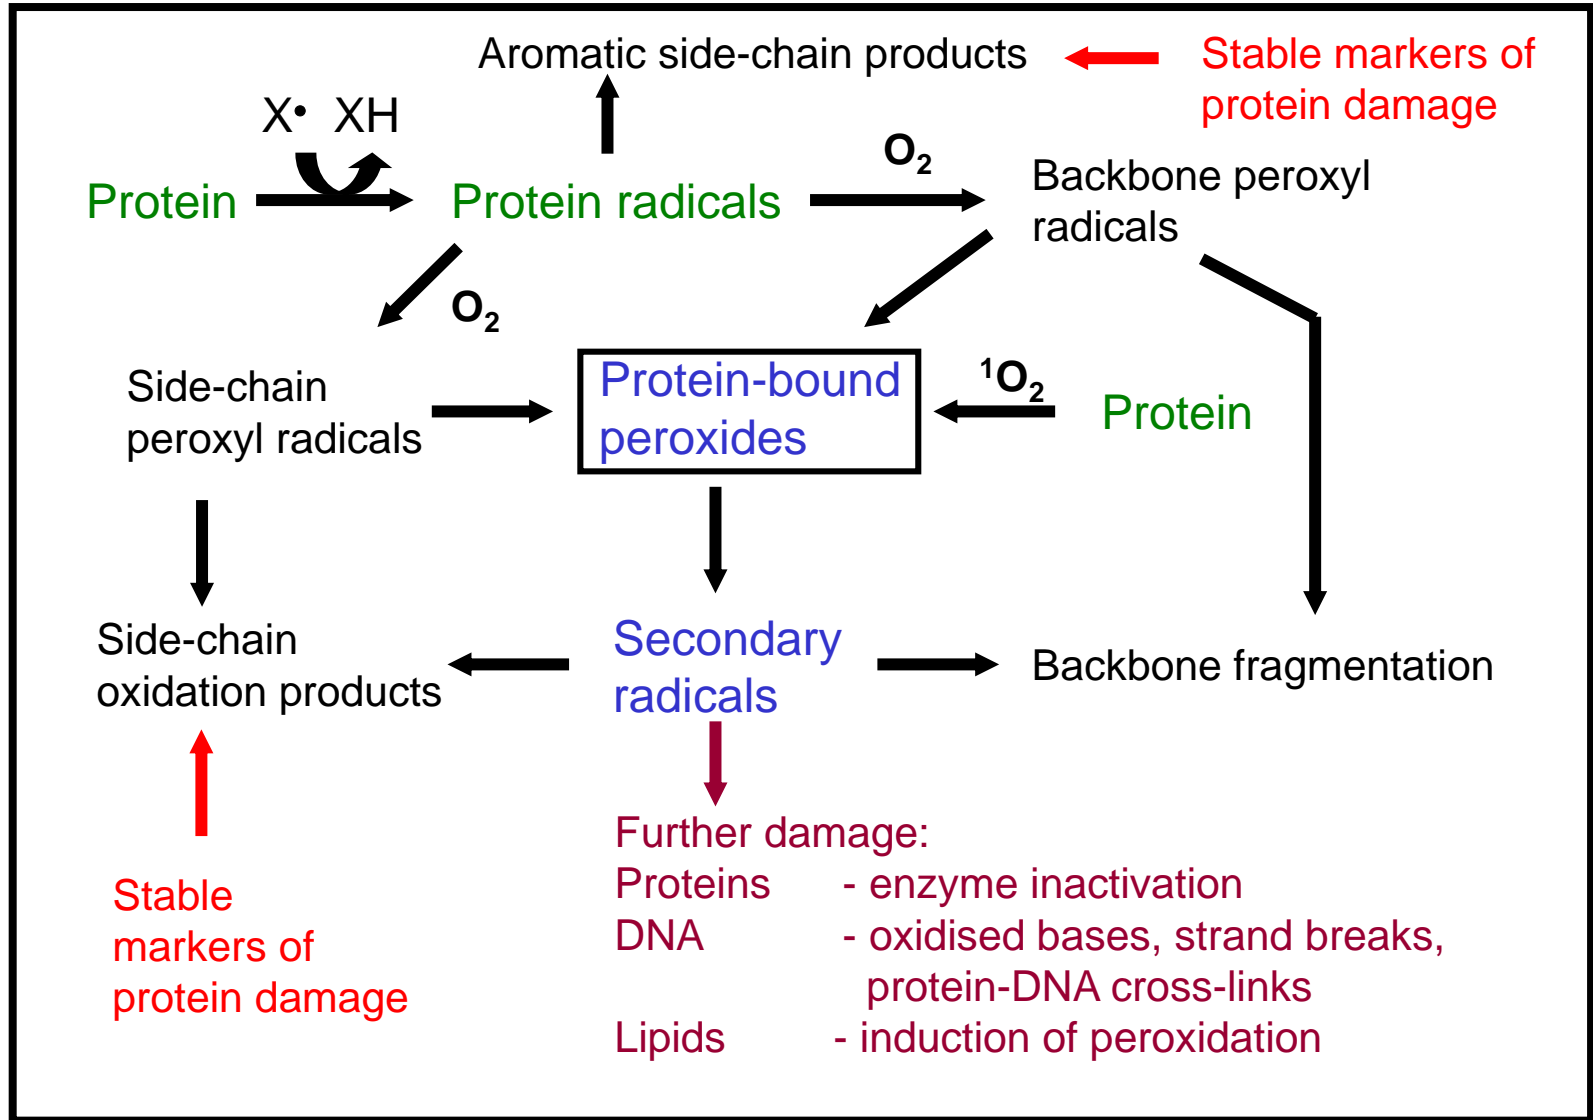 Aromatic side-chain products
Stable markers of
protein damage
X• XH
O₂
Protein
Protein radicals
Backbone peroxyl
radicals
O₂
Side-chain
peroxyl radicals
Protein-bound
peroxides
¹O₂
Protein
Side-chain
oxidation products
Secondary
radicals
Backbone fragmentation
Stable
markers of
protein damage
Further damage:
Proteins - enzyme inactivation
DNA - oxidised bases, strand breaks,
protein-DNA cross-links
Lipids - induction of peroxidation